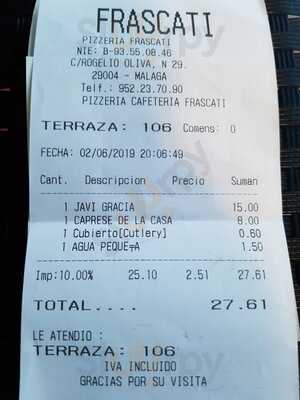 FRASCATI
PIZZERIA FRASCATI
NIE: B-93.55.08.46
C/ROGELIO OLIVA, N 29.
29004 - MALAGA
Telf.: 952.23.70.90
PIZZERIA CAFETERIA FRASCATI
TERRAZA: 106 Comens: 0
FECHA: 02/06/2019 20:06:49
Cant. Descripcion Precio Suman
1 JAVI GRACIA 15.00
1 CAPRESE DE LA CASA 8.00
1 Cubierto[Cutlery] 0.60
1 AGUA PEQUE┬A 1.50
Imp:10.00% 25.10 2.51 27.61
TOTAL.... 27.61
LE ATENDIO :
TERRAZA: 106
IVA INCLUIDO
GRACIAS POR SU VISITA